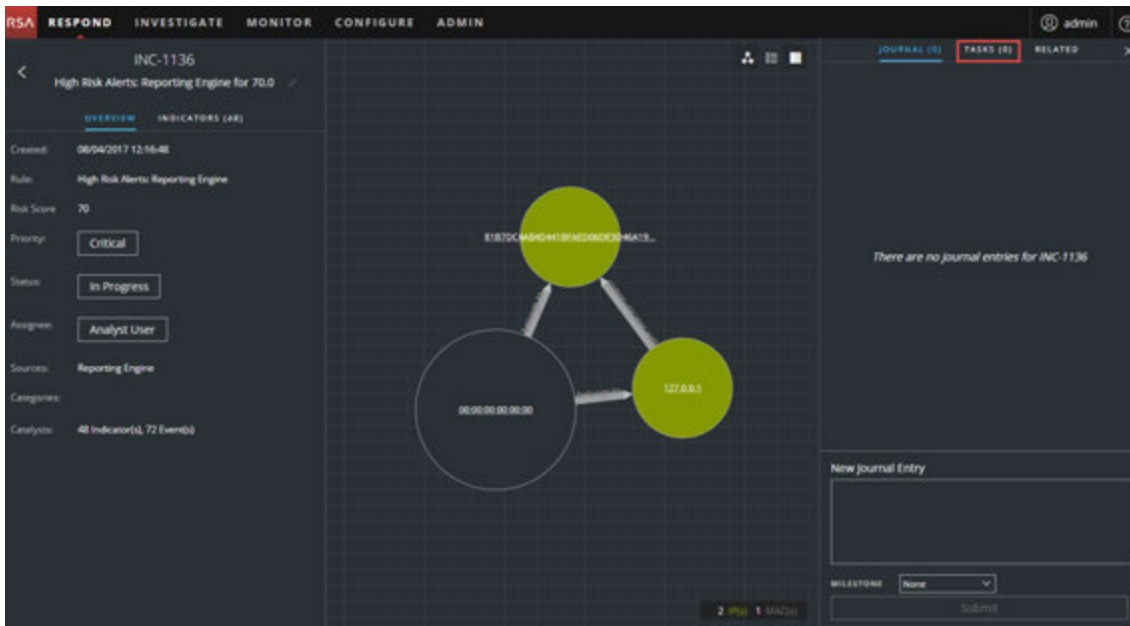 RSA RESPOND INVESTIGATE MONITOR CONFIGURE ADMIN admin
INC-1136
High Risk Alerts: Reporting Engine for 70.0
OVERVIEW INDICATORS (48)
Created: 08/04/2017 12:16:48
Rule: High Risk Alerts: Reporting Engine
Risk Score 70
Priority: Critical
Status: In Progress
Assignee: Analyst User
Sources: Reporting Engine
Categories:
Catalysts: 48 Indicator(s), 72 Event(s)
00:00:00:00:00:00
127.0.0.1
2 IP(s) 1 MAC(s)
JOURNAL (0) TASKS (0) RELATED
There are no journal entries for INC-1136
New Journal Entry
MILESTONE None
Submit